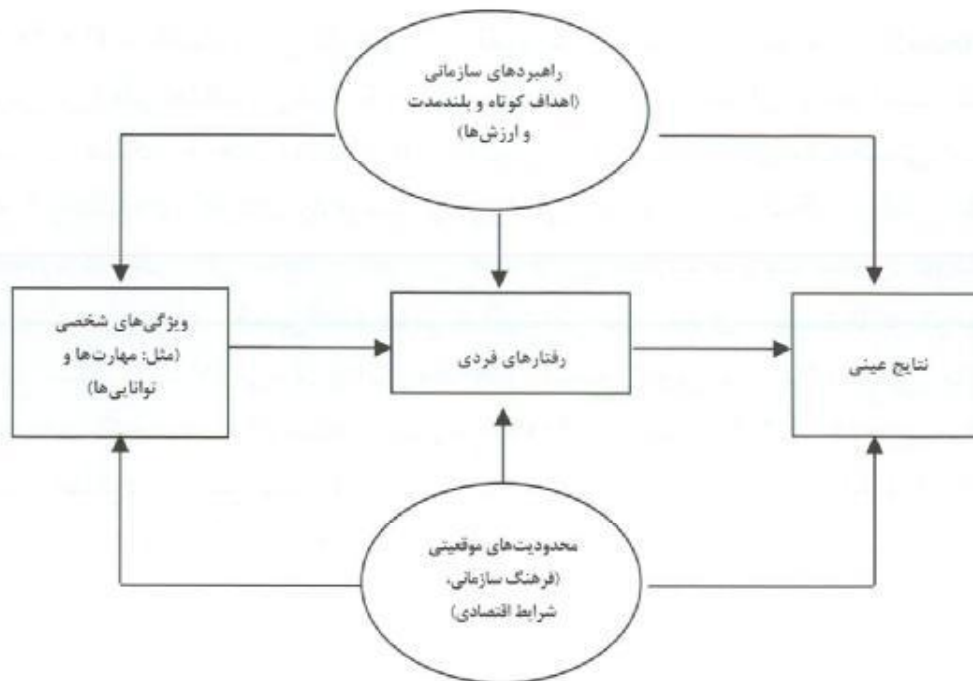 راهبردهای سازمانی
(اهداف کوتاه و بلندمدت
و ارزش‌ها)
ویژگی‌های شخصی
(مثل: مهارت‌ها و
توانایی‌ها)
رفتارهای فردی
نتایج عینی
محدودیت‌های موقعیتی
(فرهنگ سازمانی،
شرایط اقتصادی)